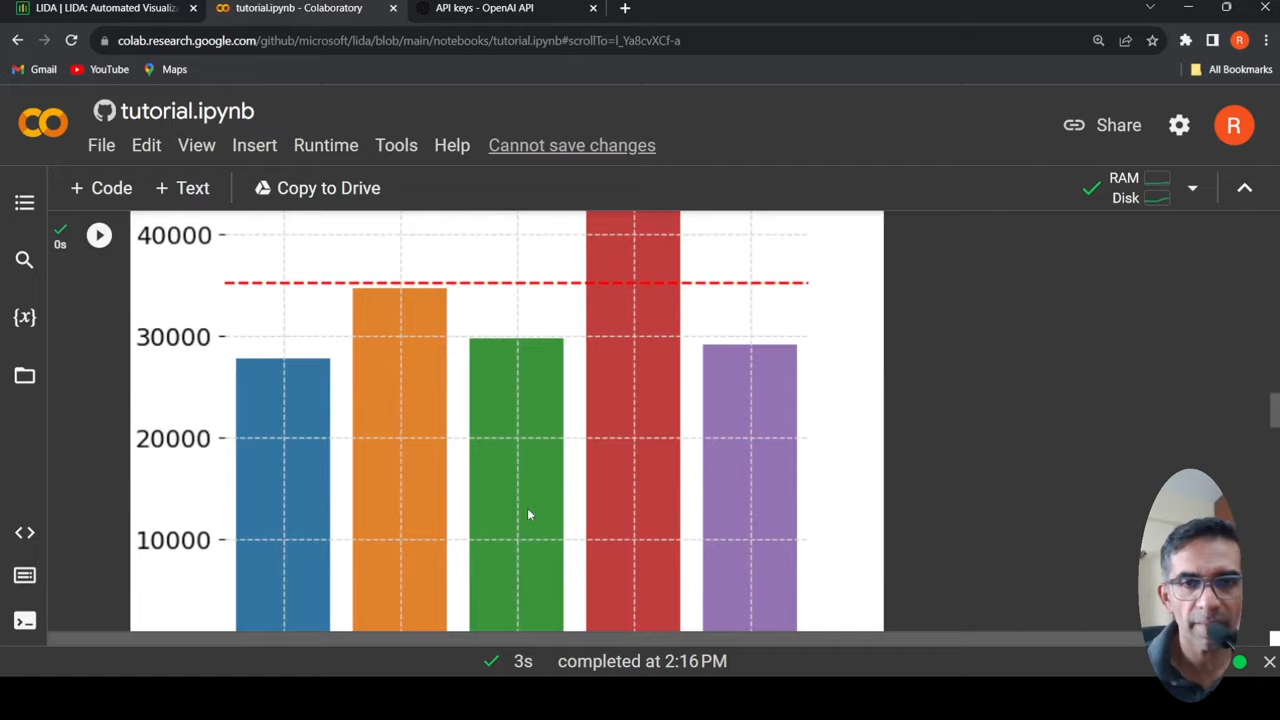 LIDA | LIDA: Automated Visualiz
tutorial.ipynb - Colaboratory
API keys - OpenAI API
colab.research.google.com/github/microsoft/lida/blob/main/notebooks/tutorial.ipynb#scrollTo=l_Ya8cvXCf-a
R
Gmail
YouTube
Maps
All Bookmarks
tutorial.ipynb
Share
R
File
Edit
View
Insert
Runtime
Tools
Help
Cannot save changes
+ Code
+ Text
Copy to Drive
RAM
Disk
0s
{x}
40000
30000
20000
10000
3s completed at 2:16 PM